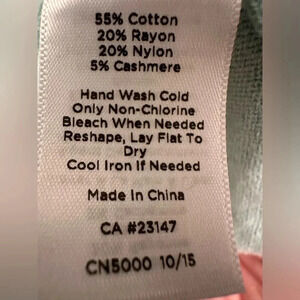 55% Cotton
20% Rayon
20% Nylon
5% Cashmere
Hand Wash Cold
Only Non-Chlorine
Bleach When Needed
Reshape, Lay Flat To
Dry
Cool Iron If Needed
Made In China
CA #23147
CN5000 10/15